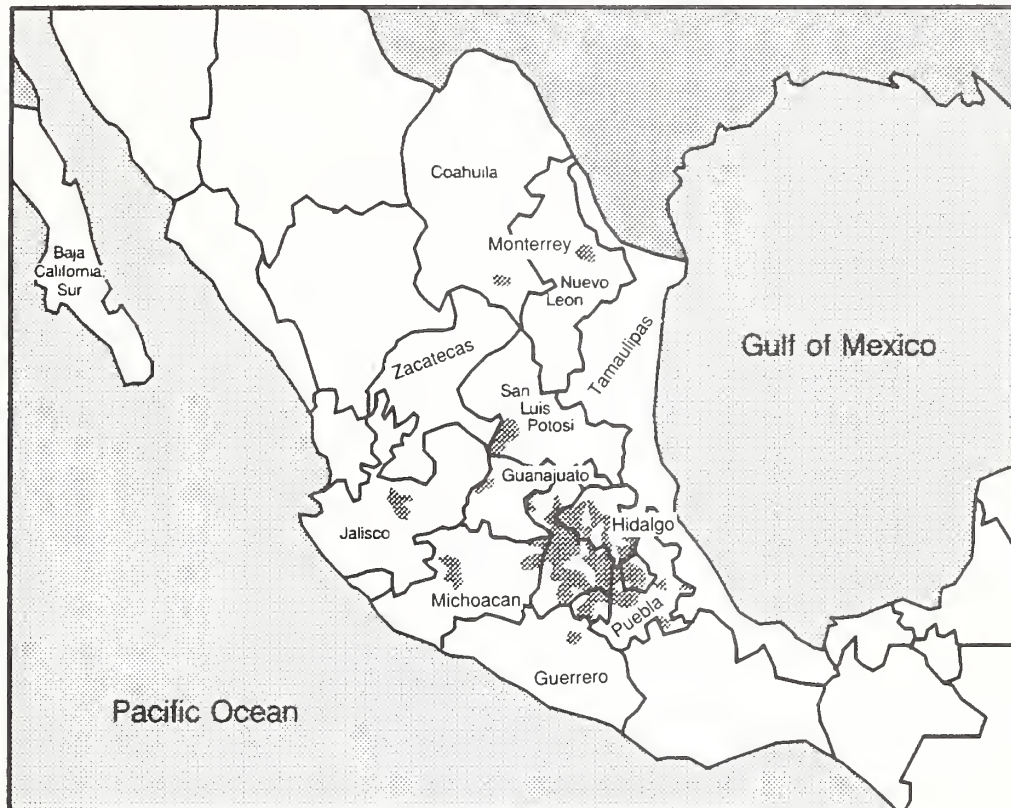 Coahuila
Monterrey
Nuevo
Leon
Baja
California
Sur
Gulf of Mexico
Zacatecas
Tamaulipas
San
Luis
Potosi
Guanajuato
Hidalgo
Jalisco
Michoacan
Puebla
Guerrero
Pacific Ocean